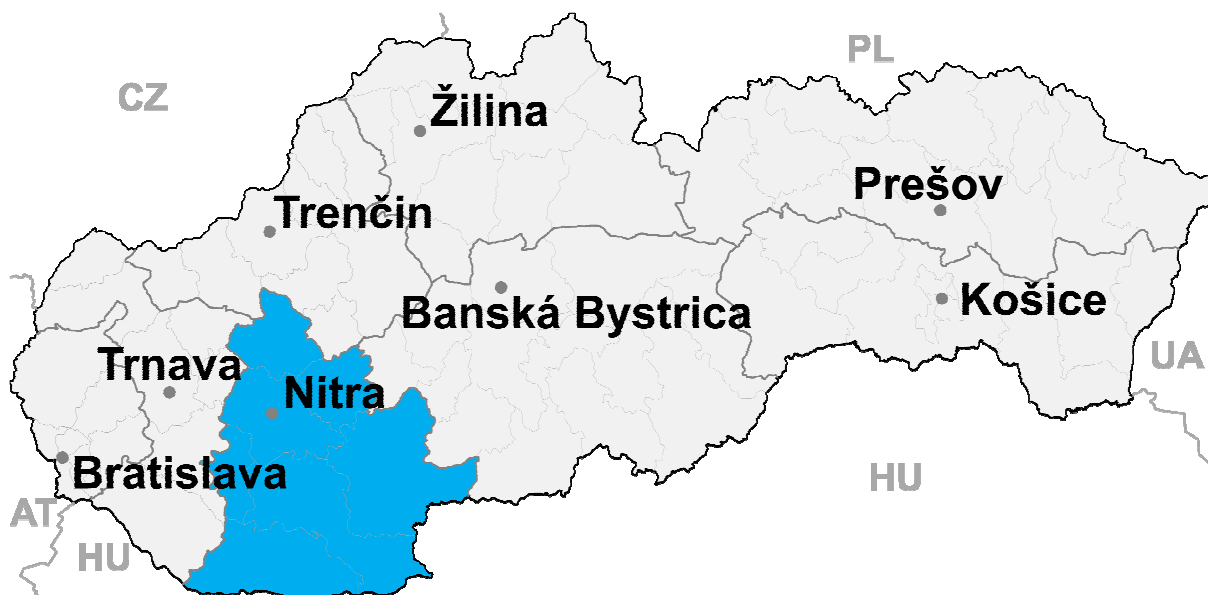 PL
CZ
Žilina
Prešov
Trenčin
Košice
Banská Bystrica
UA
Trnava
Nitra
Bratislava
HU
AT
HU